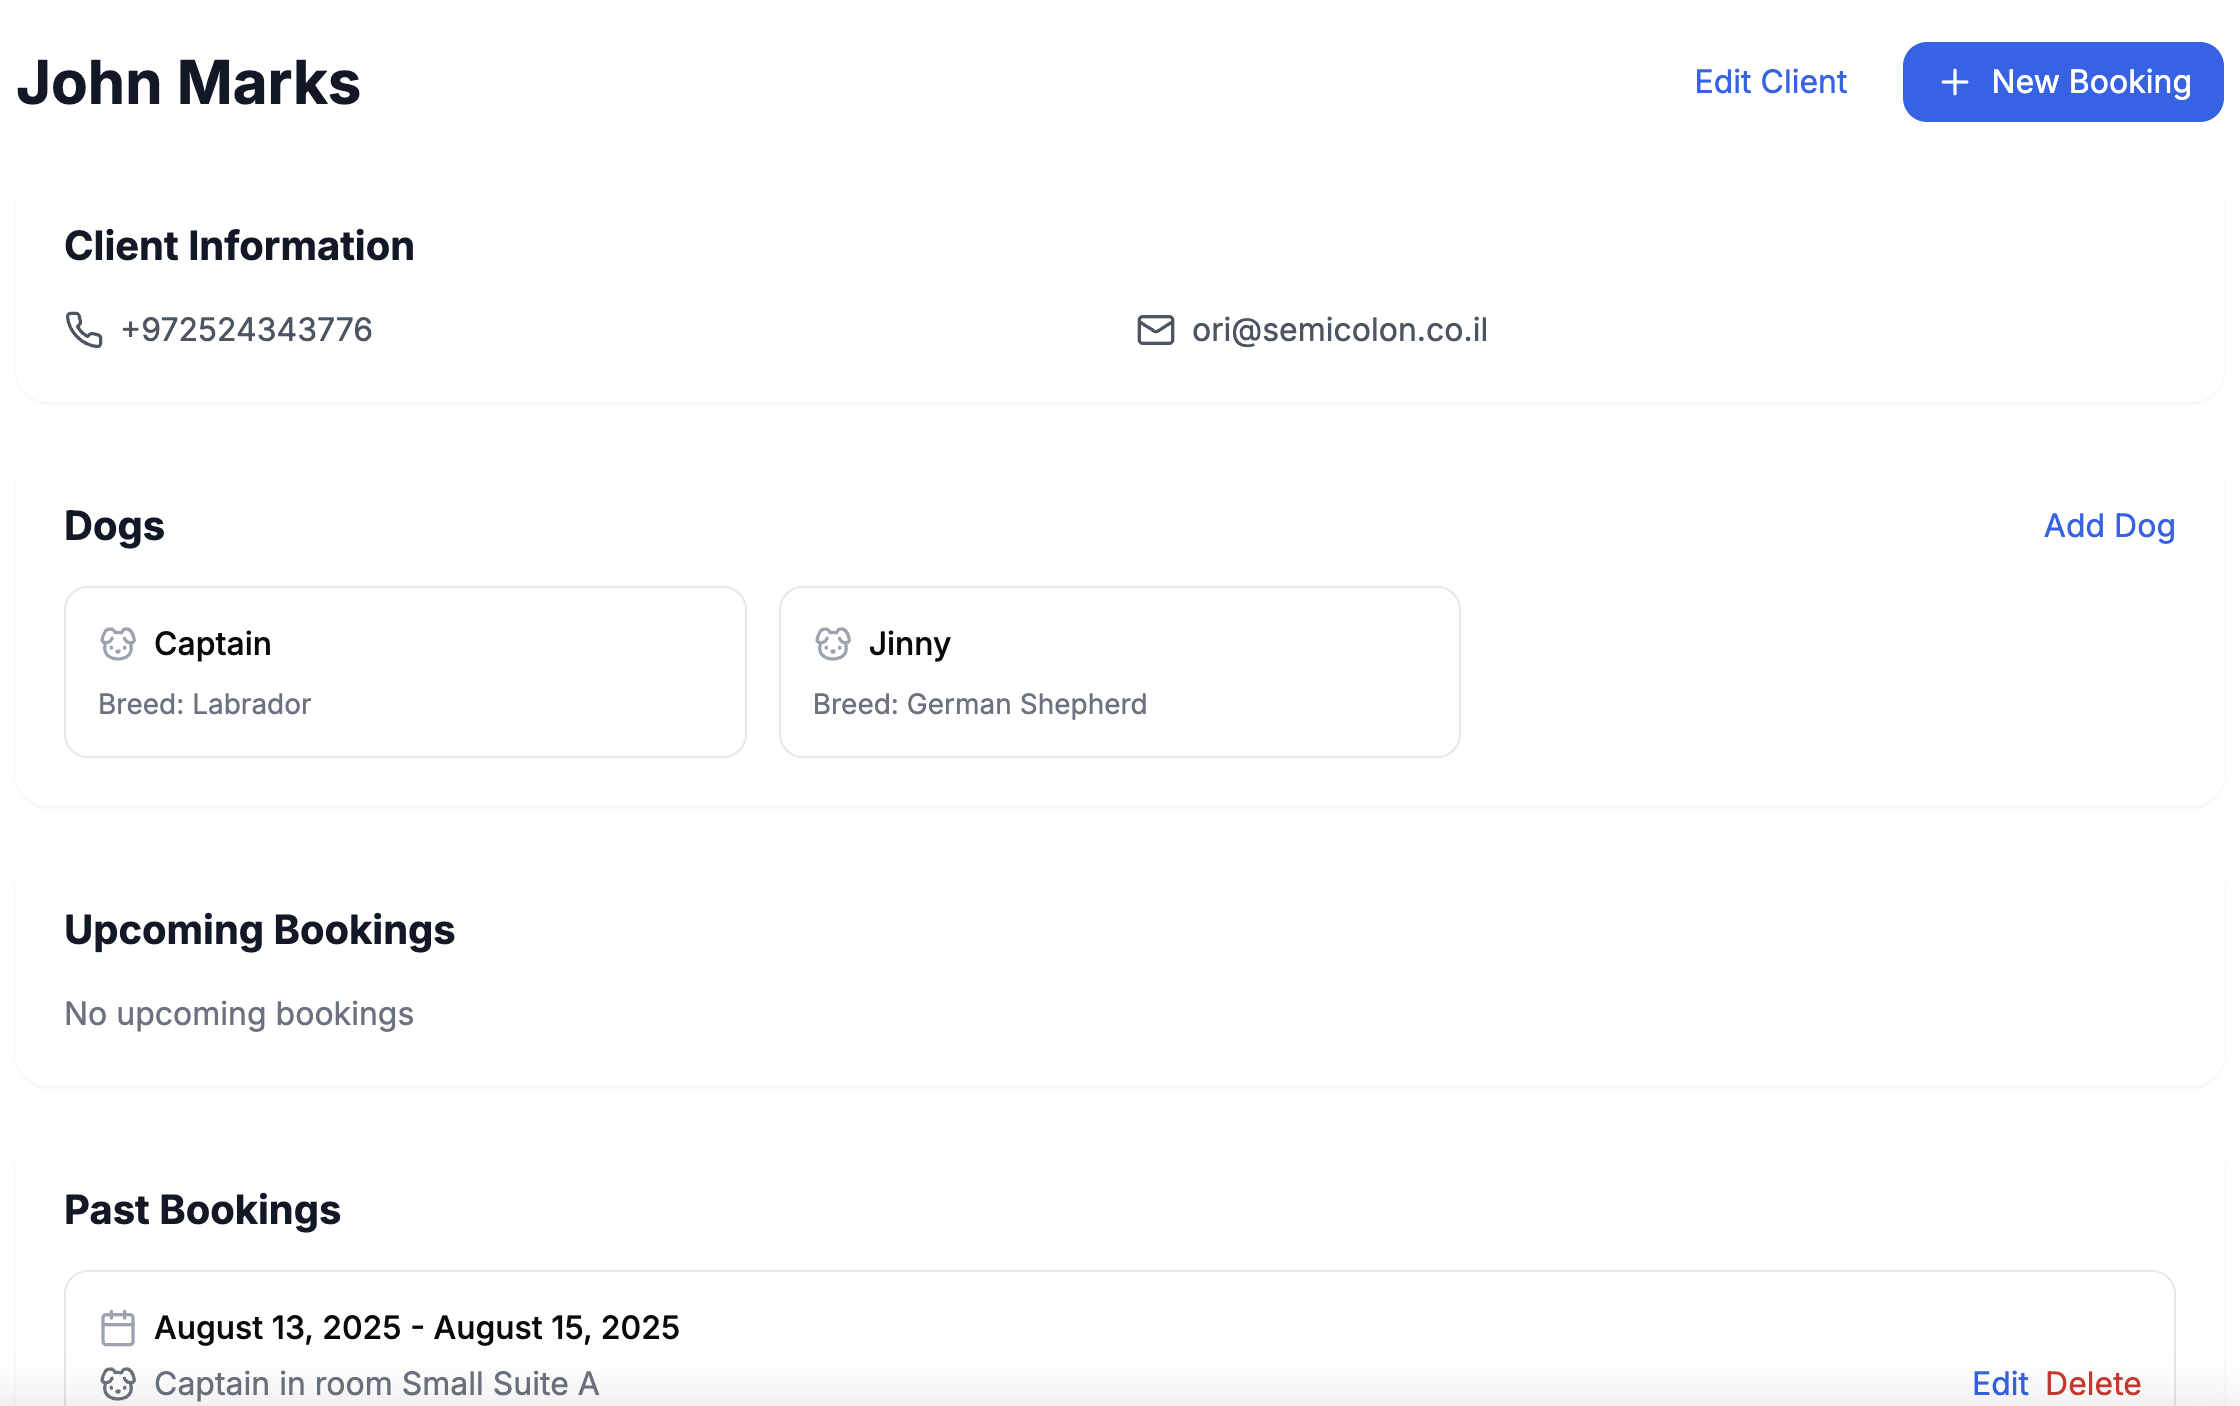 John Marks
Edit Client
New Booking
Client Information
+972524343776
ori@semicolon.co.il
Dogs
Add Dog
Captain
Breed: Labrador
Jinny
Breed: German Shepherd
Upcoming Bookings
No upcoming bookings
Past Bookings
August 13, 2025 - August 15, 2025
Captain in room Small Suite A
Edit Delete